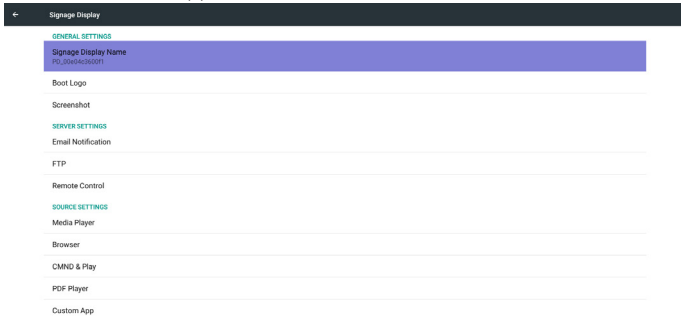 Signage Display
GENERAL SETTINGS
Signage Display Name
PD_00e04c3600f1
Boot Logo
Screenshot
SERVER SETTINGS
Email Notification
FTP
Remote Control
SOURCE SETTINGS
Media Player
Browser
CMND & Play
PDF Player
Custom App